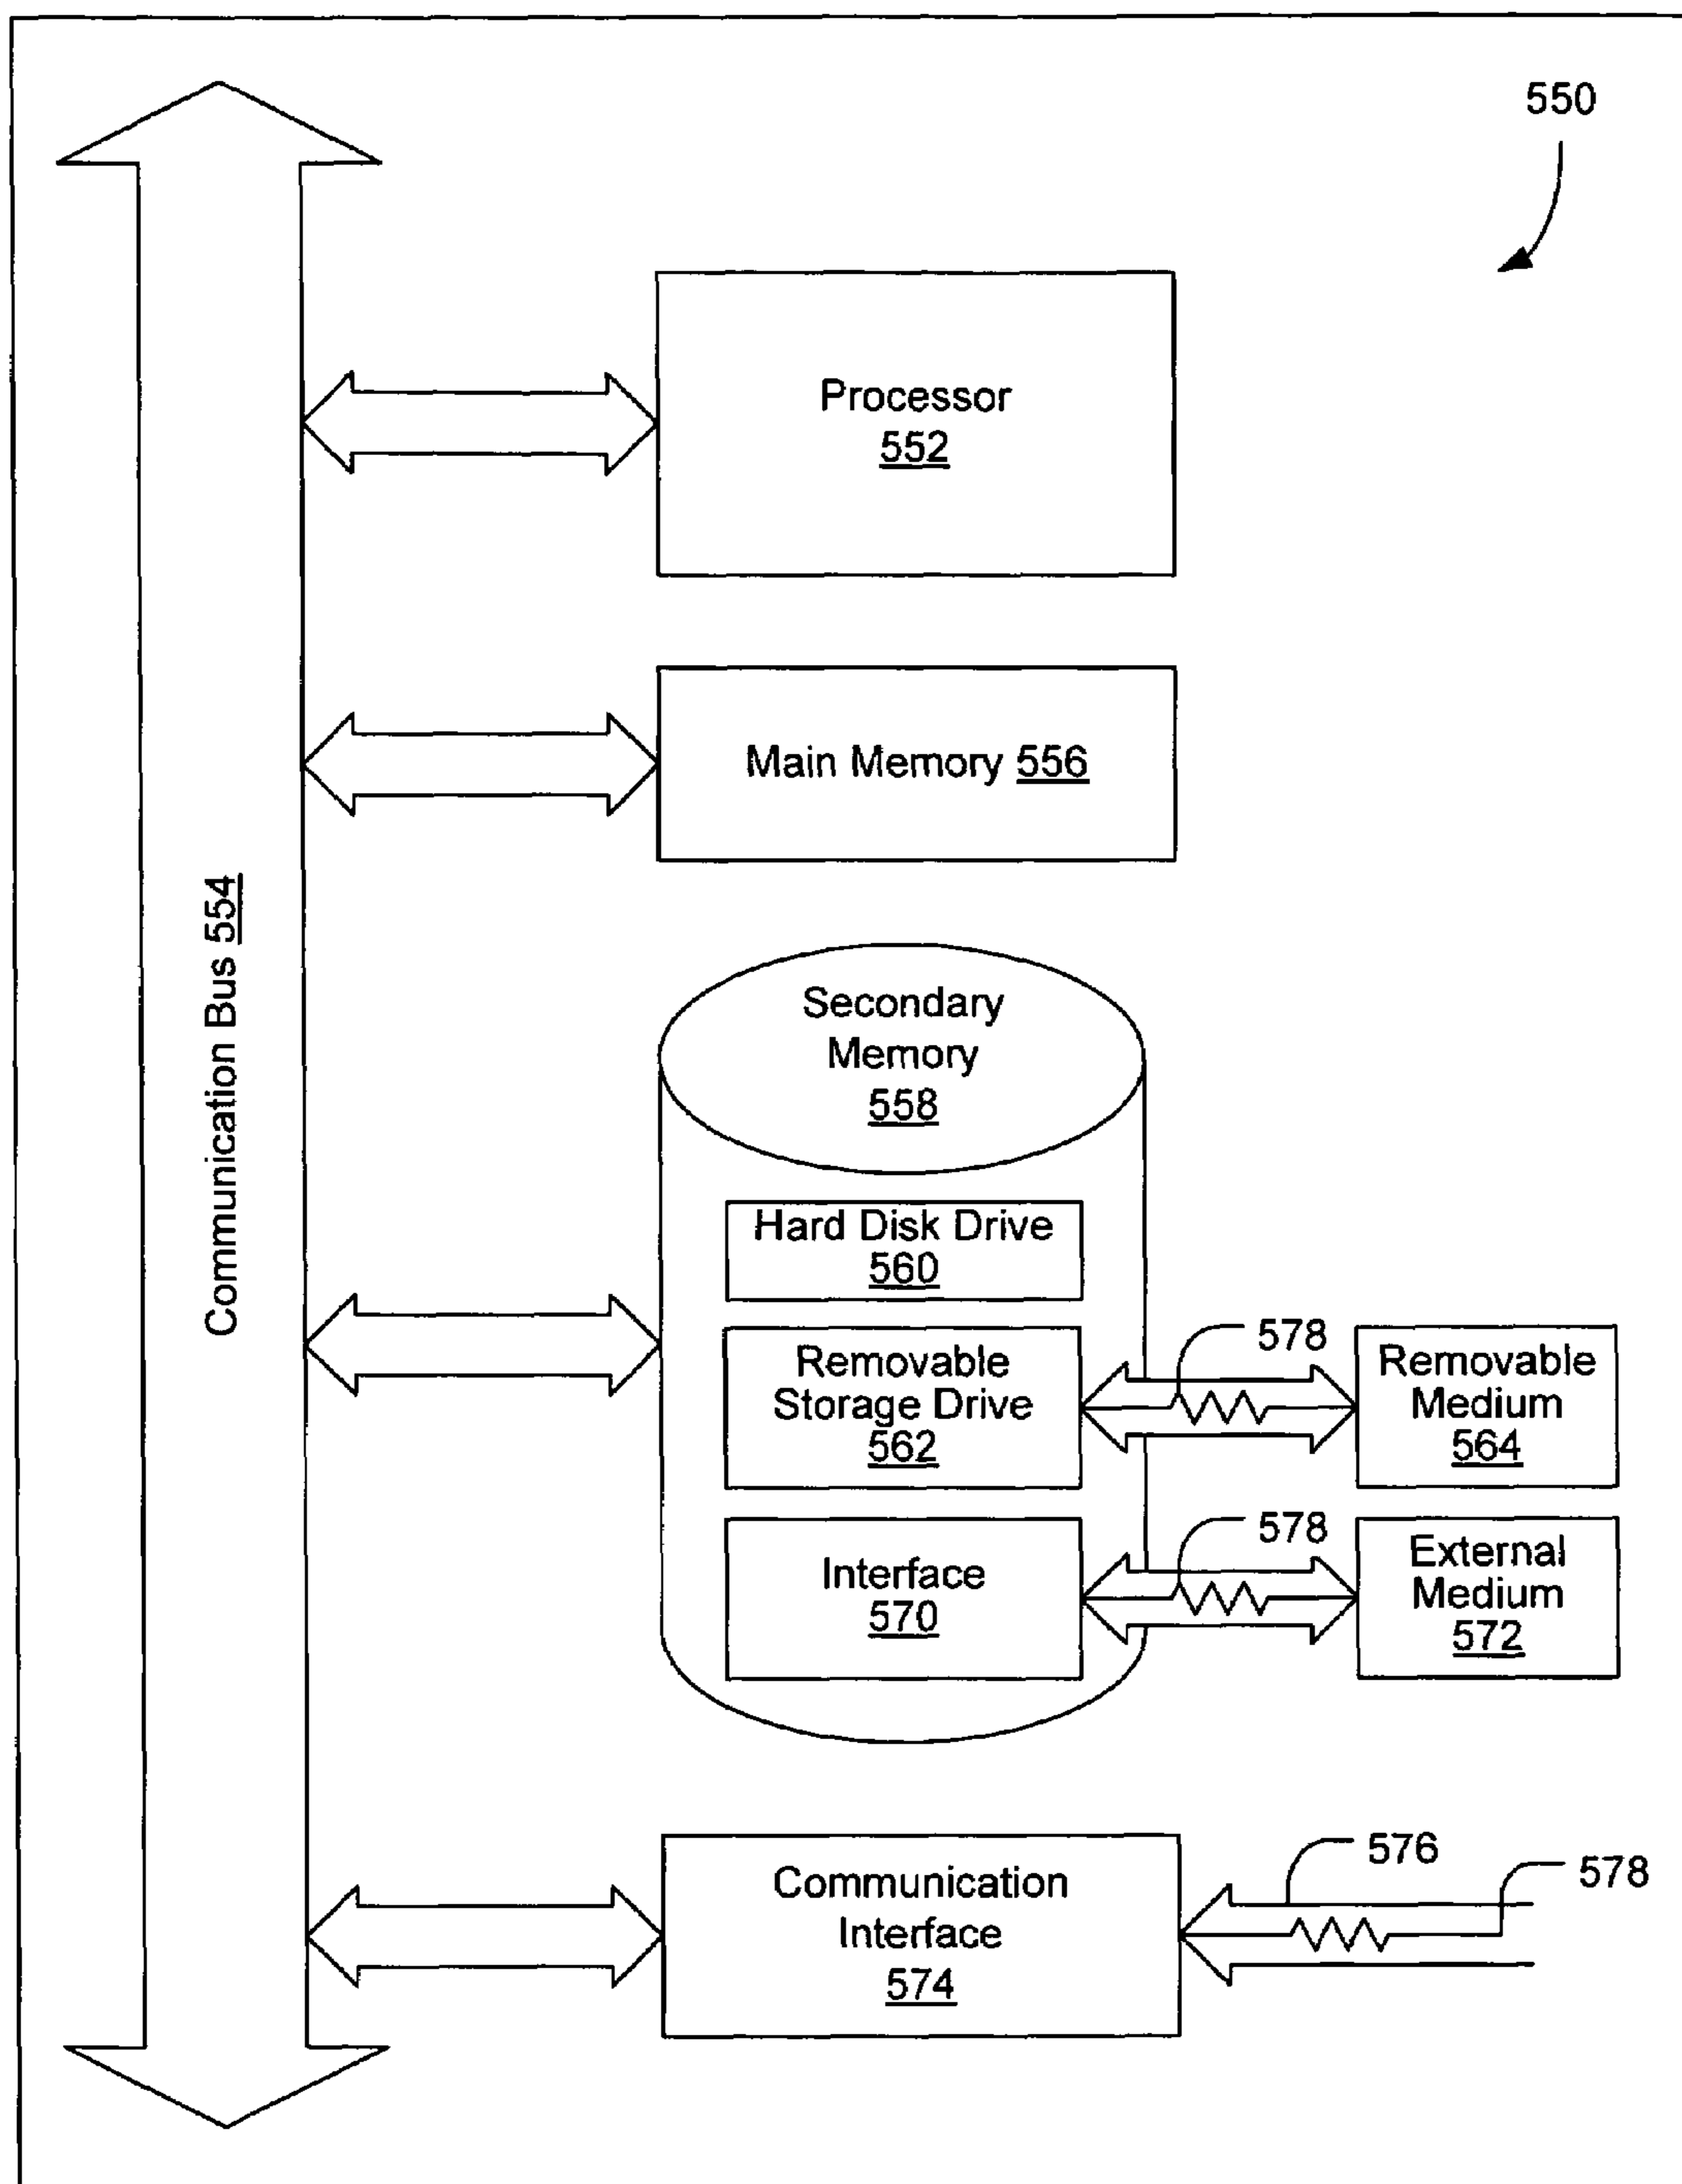 550
Processor
552
Main Memory 556
Communication Bus 554
Secondary
Memory
558
Hard Disk Drive
560
Removable
Storage Drive
562
578
Removable
Medium
564
Interface
570
578
External
Medium
572
Communication
Interface
574
576
578